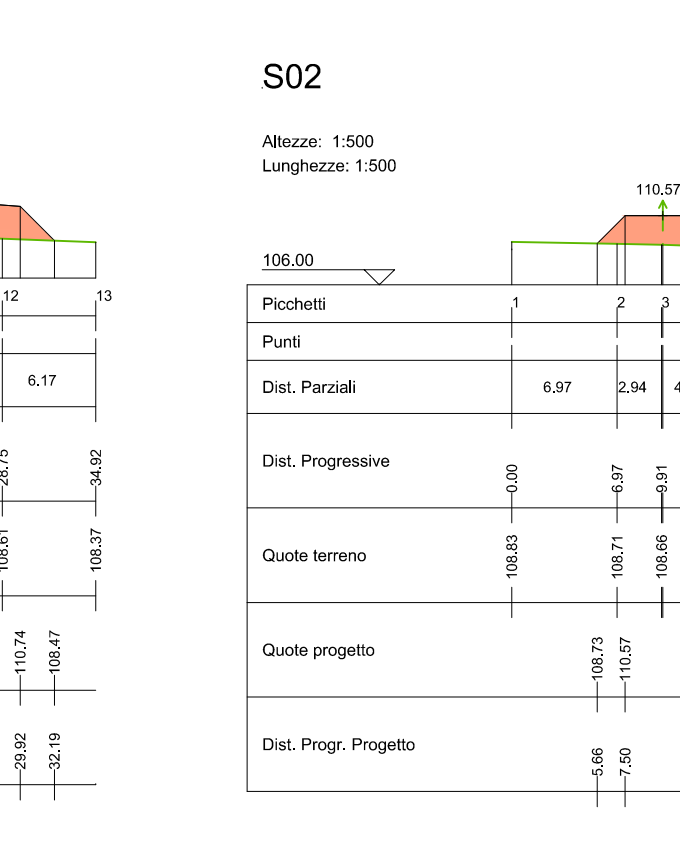 12
13
6.17
28.75
34.92
108.61
108.37
110.74
108.47
29.92
32.19
S02
Altezze: 1:500
Lunghezze: 1:500
110.57
106.00
Picchetti 1 2 3
Punti
Dist. Parziali 6.97 2.94 4
Dist. Progressive 0.00 6.97 9.91
Quote terreno 108.83 108.71 108.66
Quote progetto 108.73 110.57
Dist. Progr. Progetto 5.66 7.50